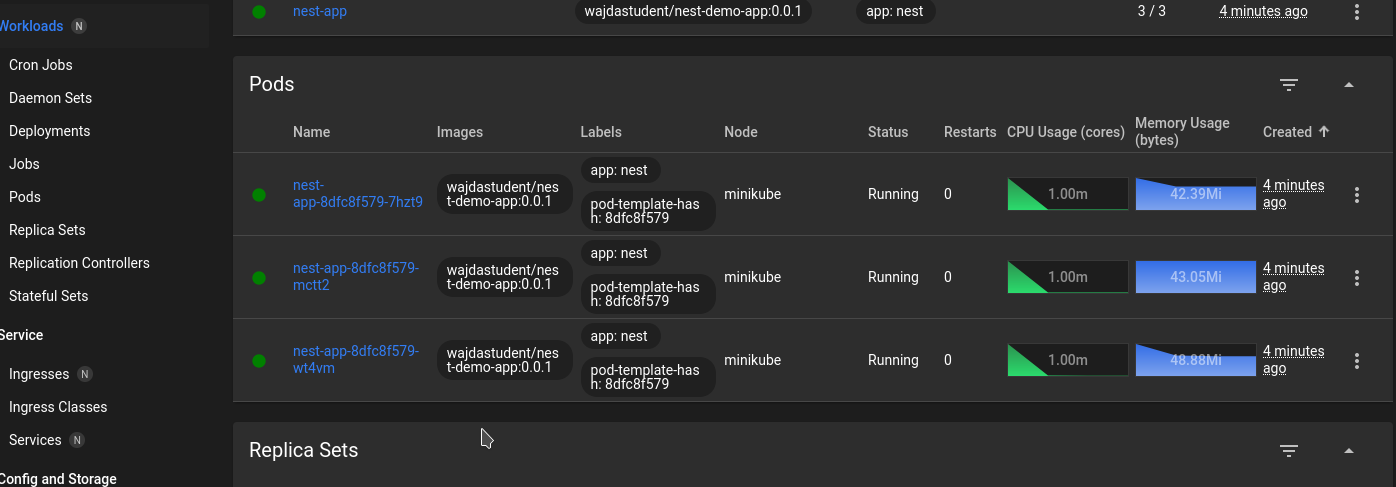 nest-app wajdastudent/nest-demo-app:0.0.1 app: nest 3 / 3 4 minutes ago
Workloads N
Cron Jobs
Daemon Sets
Deployments
Jobs
Pods
Replica Sets
Replication Controllers
Stateful Sets
Service
Ingresses N
Ingress Classes
Services N
Config and Storage
Pods
Name Images Labels Node Status Restarts CPU Usage (cores) Memory Usage
(bytes) Created
nest-
app-8dfc8f579-7hzt9
wajdastudent/nes
t-demo-app:0.0.1
app: nest
pod-template-has
h: 8dfc8f579
minikube Running 0 1.00m 42.39Mi
4 minutes
ago
nest-app-8dfc8f579-
mctt2
wajdastudent/nes
t-demo-app:0.0.1
app: nest
pod-template-has
h: 8dfc8f579
minikube Running 0 1.00m 43.05Mi
4 minutes
ago
nest-app-8dfc8f579-
wt4vm
wajdastudent/nes
t-demo-app:0.0.1
app: nest
pod-template-has
h: 8dfc8f579
minikube Running 0 1.00m 48.88Mi
4 minutes
ago
Replica Sets